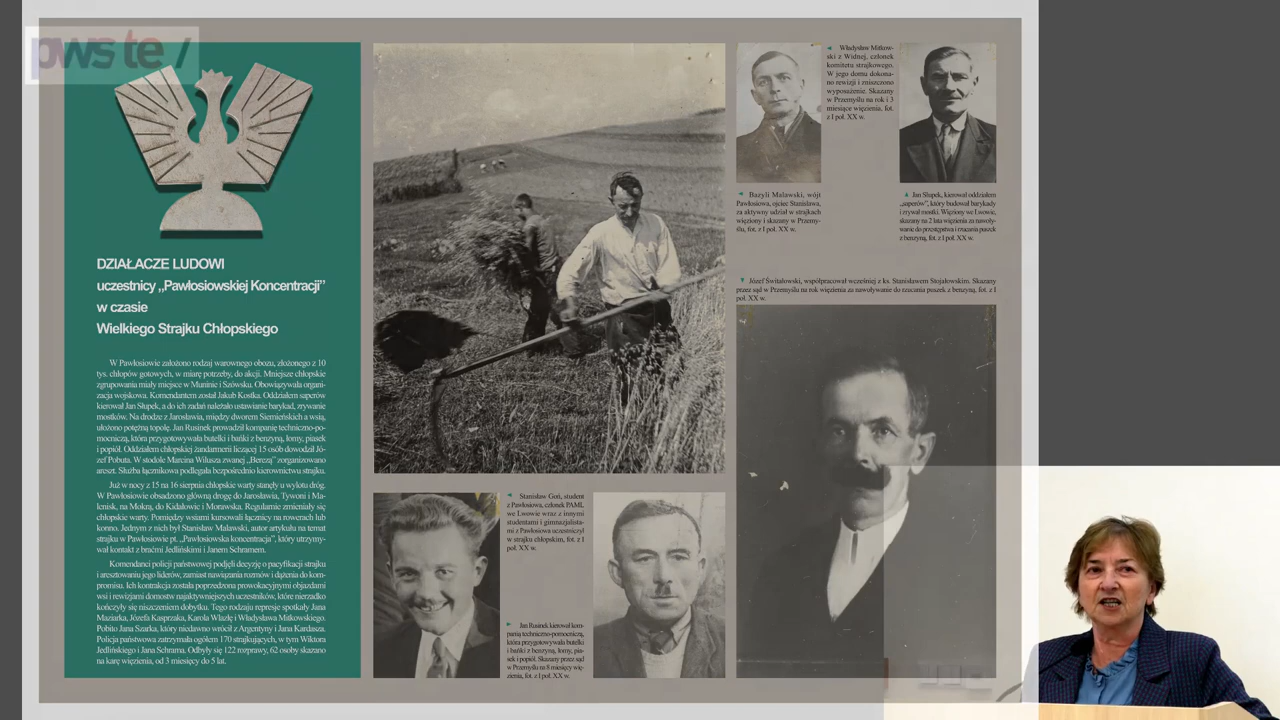 pwste
DZIAŁACZE LUDOWI
uczestnicy „Pawłosiowskiej Koncentracji”
w czasie
Wielkiego Strajku Chłopskiego
W Pawłosiowie założono rodzaj warownego obozu, złożonego z 10
tys. chłopów gotowych, w miarę potrzeby, do akcji. Mniejsze chłopskie
zgrupowania miały miejsce w Muninie i Szówsku. Obowiązywała organi-
zacja wojskowa. Komendantem został Jakub Kostka. Oddziałem saperów
kierował Jan Słupek, a do ich zadań należało ustawianie barykad, zrywanie
mostków. Na drodze z Jarosławia, między dworem Siemieńskich a wsią,
ułożono potężną topolę. Jan Rusinek prowadził kompanię techniczno-po-
mocniczą, która przygotowywała butelki i bańki z benzyną, łomy, piasek
i popiół. Oddziałem chłopskiej żandarmerii liczącej 15 osób dowodził Jó-
zef Pobuta. W stodole Marcina Wilusza zwanej „Berezą” zorganizowano
areszt. Służba łącznikowa podlegała bezpośrednio kierownictwu strajku.
Już w nocy z 15 na 16 sierpnia chłopskie warty stanęły u wylotu dróg.
W Pawłosiowie obsadzono główną drogę do Jarosławia, Tywoni i Ma-
leniska, na Mokrą, do Kidałowic i Morawska. Regularnie zmieniały się
chłopskie warty. Pomiędzy wsiami kursowali łącznicy na rowerach lub
konno. Jednym z nich był Stanisław Malawski, autor artykułu na temat
strajku w Pawłosiowie pt. „Pawłosiowska koncentracja”, który utrzymy-
wał kontakt z braćmi Jedlińskimi i Janem Schramem.
Komendanci policji państwowej podjęli decyzję o pacyfikacji strajku
i aresztowaniu jego liderów, zamiast nawiązania rozmów i dążenia do kom-
promisu. Ich kontrakcja została poprzedzona prowokacyjnymi objazdami
wsi i rewizjami domostw najaktywniejszych uczestników, które nierzadko
kończyły się niszczeniem dobytku. Tego rodzaju represje spotkały Jana
Maziarka, Józefa Kasprzaka, Karola Wlazłę i Władysława Mitkowskiego.
Pobito Jana Szarka, który niedawno wrócił z Argentyny i Jana Kardasza.
Policja państwowa zatrzymała ogółem 170 strajkujących, w tym Wiktora
Jedlińskiego i Jana Schrama. Odbyły się 122 rozprawy, 62 osoby skazano
na karę więzienia, od 3 miesięcy do 5 lat.
Stanisław Goń, student
z Pawłosiowa, członek PAML
we Lwowie wraz z innymi
studentami i gimnazjalista-
mi z Pawłosiowa uczestniczył
w strajku chłopskim, fot. z I
poł. XX w.
Jan Rusinek kierował kom-
panią techniczno-pomocniczą,
która przygotowywała butelki
i bańki z benzyną, łomy, pia-
sek i popiół. Skazany przez sąd
w Przemyślu na 8 miesięcy wię-
zienia, fot. z I poł. XX w.
Władysław Mitkow-
ski z Widnej, członek
komitetu strajkowego.
W jego domu dokona-
no rewizji i zniszczono
wyposażenie. Skazany
w Przemyślu na rok i 3
miesiące więzienia, fot.
z I poł. XX w.
Bazyli Malawski, wójt
Pawłosiowa, ojciec Stanisława,
za aktywny udział w strajkach
więziony i skazany w Przemy-
ślu, fot. z I poł. XX w.
Jan Słupek, kierował oddziałem
„saperów”, który budował barykady
i zrywał mostki. Więziony we Lwowie,
skazany na 2 lata więzienia za nawoły-
wanie do przestępstwa i rzucania puszek
z benzyną, fot. z I poł. XX w.
Józef Świtałowski, współpracował wcześniej z ks. Stanisławem Stojałowskim. Skazany
przez sąd w Przemyślu na rok więzienia za nawoływanie do rzucania puszek z benzyną, fot. z I
poł. XX w.